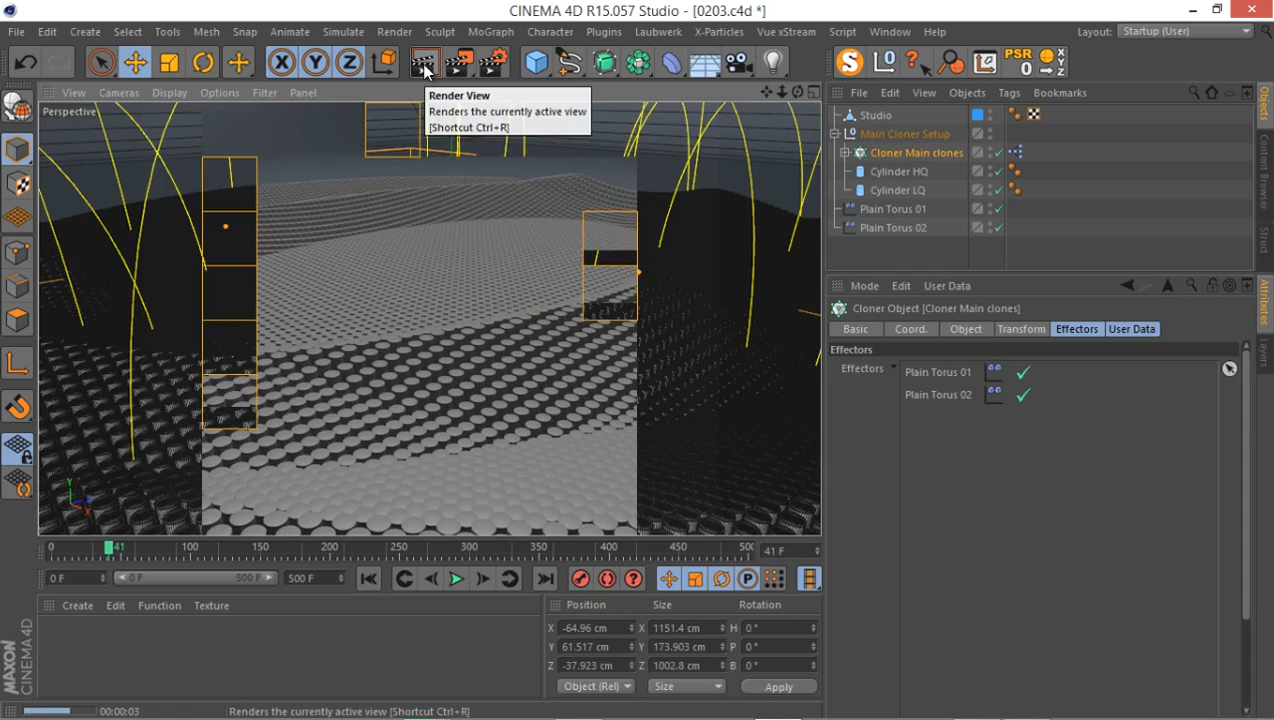 CINEMA 4D R15.057 Studio - [0203.c4d *]
File Edit Create Select Tools Mesh Snap Animate Simulate Render Sculpt MoGraph Character Plugins Laubwerk X-Particles Vue xStream Script Window Help Layout: Startup (User)
X Y Z
PSR
0
View Cameras Display Options Filter Panel
File Edit View Objects Tags Bookmarks
Perspective
Render View
Renders the currently active view
[Shortcut Ctrl+R]
Studio
Main Cloner Setup
Cloner Main clones
Cylinder HQ
Cylinder LQ
Plain Torus 01
Plain Torus 02
Objects
Content Browser
Struct
Attributes
Layers
Mode Edit User Data
Cloner Object [Cloner Main clones]
Basic Coord. Object Transform Effectors User Data
Effectors
Effectors Plain Torus 01
Plain Torus 02
Y
X
0 41 100 150 200 250 300 350 400 450 500 41 F
0 F 0 F 500 F 500 F
Create Edit Function Texture
Position Size Rotation
X -64.96 cm X 1151.4 cm H 0 °
Y 61.517 cm Y 173.903 cm P 0 °
Z -37.923 cm Z 1002.8 cm B 0 °
Object (Rel) Size Apply
MAXON
CINEMA 4D
00:00:03 Renders the currently active view [Shortcut Ctrl+R]